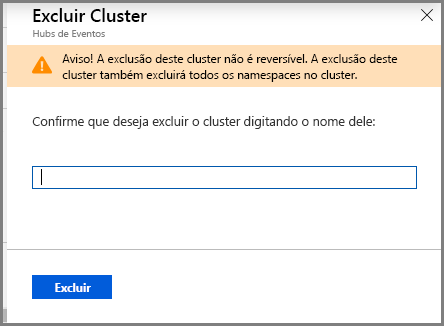 Excluir Cluster
Hubs de Eventos
Aviso! A exclusão deste cluster não é reversível. A exclusão deste
cluster também excluirá todos os namespaces no cluster.
Confirme que deseja excluir o cluster digitando o nome dele:
Excluir